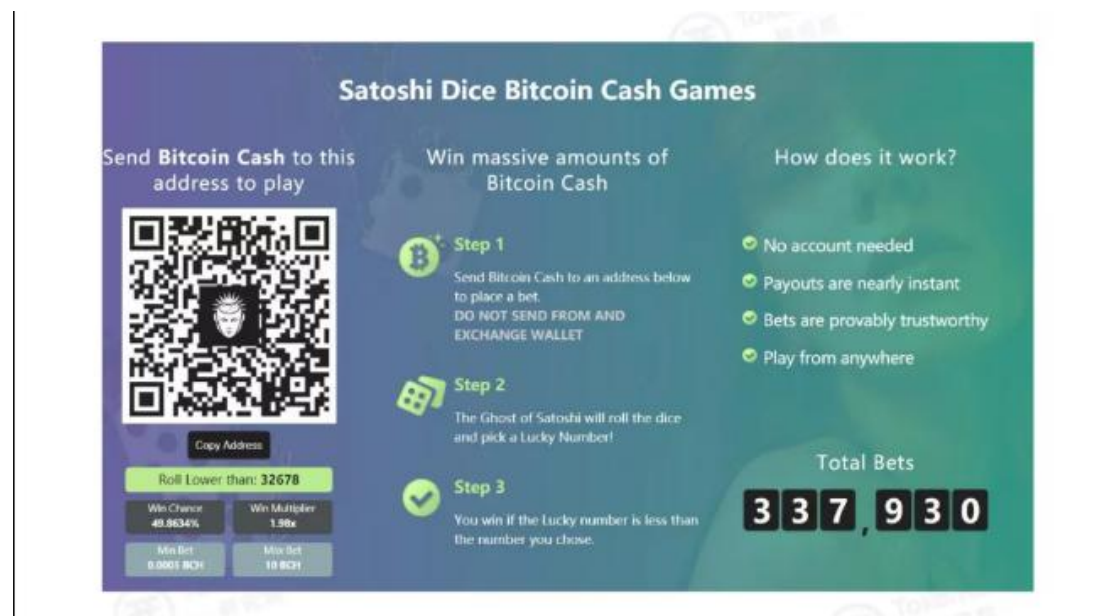 Satoshi Dice Bitcoin Cash Games
Send Bitcoin Cash to this
address to play
Copy Address
Roll Lower than: 32678
Win Chance
49.8634%
Win Multiplier
1.98x
Min Bet
0.0001 BCH
Max Bet
10 BCH
Win massive amounts of
Bitcoin Cash
Step 1
Send Bitcoin Cash to an address below
to place a bet.
DO NOT SEND FROM AND
EXCHANGE WALLET
Step 2
The Ghost of Satoshi will roll the dice
and pick a Lucky Number!
Step 3
You win if the Lucky number is less than
the number you chose.
How does it work?
No account needed
Payouts are nearly instant
Bets are provably trustworthy
Play from anywhere
Total Bets
337,930